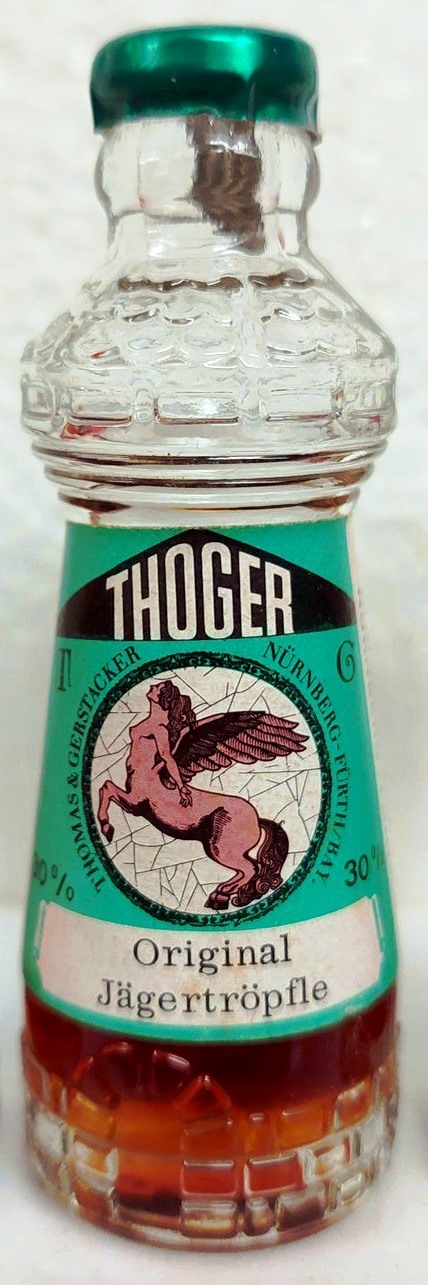 THOGER
T G
THOMAS & GERSTACKER
NÜRNBERG-FÜRTH/BAY.
30% 30%
Original
Jägertröpfle